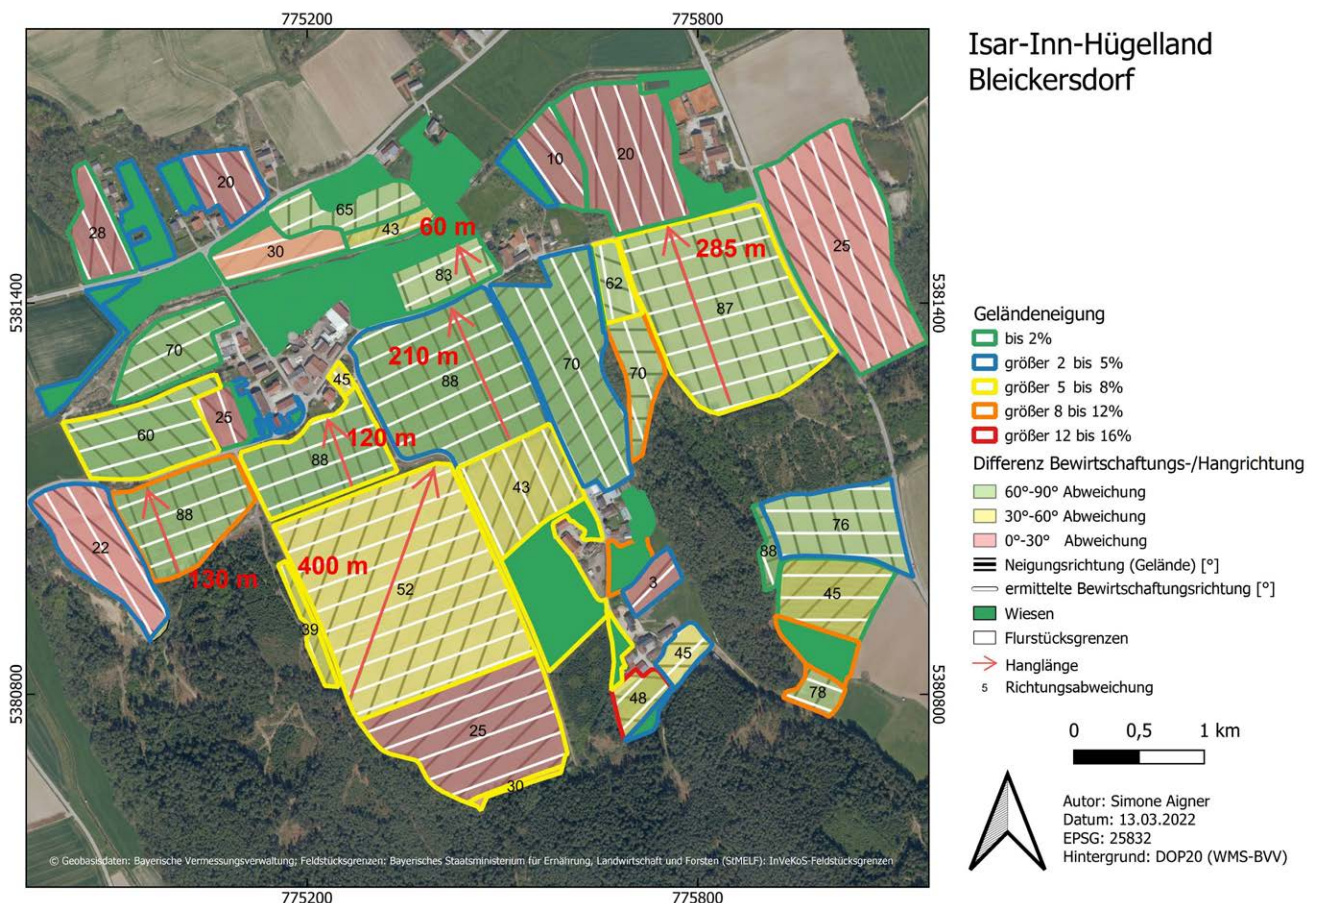 775200
775800
Isar-Inn-Hügelland
Bleickersdorf
5381400
5381400
5380800
5380800
20
10
20
28
65
43
60 m
30
25
285 m
83
62
87
70
210 m
88
70
70
45
25
60
120 m
88
43
88
22
76
88
130 m
400 m
52
3
45
39
45
48
78
25
30
Geländeneigung
bis 2%
größer 2 bis 5%
größer 5 bis 8%
größer 8 bis 12%
größer 12 bis 16%
Differenz Bewirtschaftungs-/Hangrichtung
60°-90° Abweichung
30°-60° Abweichung
0°-30° Abweichung
Neigungsrichtung (Gelände) [°]
ermittelte Bewirtschaftungsrichtung [°]
Wiesen
Flurstücksgrenzen
Hanglänge
5 Richtungsabweichung
0 0,5 1 km
Autor: Simone Aigner
Datum: 13.03.2022
EPSG: 25832
Hintergrund: DOP20 (WMS-BVV)
© Geobasisdaten: Bayerische Vermessungsverwaltung; Feldstücksgrenzen: Bayerisches Staatsministerium für Ernährung, Landwirtschaft und Forsten (StMELF): InVeKoS-Feldstücksgrenzen
775200
775800